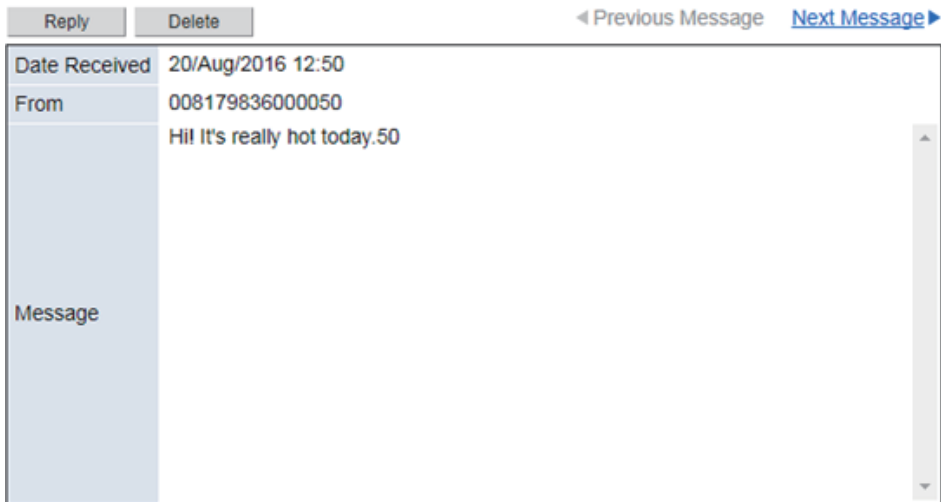 Reply Delete ◀Previous Message Next Message▶
Date Received 20/Aug/2016 12:50
From 008179836000050
Hi! It's really hot today.50
Message